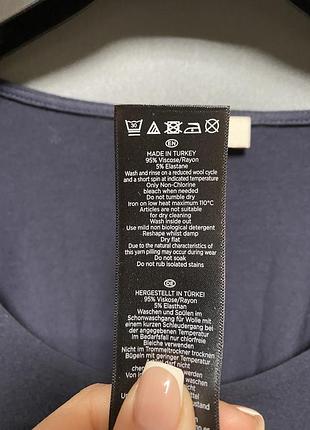 30
EN
MADE IN TURKEY
95% Viscose/Rayon
5% Elastane
Wash and rinse on a reduced wool cycle
and a short spin at indicated temperature
Only Non-Chlorine
bleach when needed
Do not tumble dry
Iron on low heat maximum 110°C
Articles are not suitable
for dry cleaning
Wash inside out
Use mild non biological detergent
Reshape whilst damp
Dry flat
Due to the natural characteristics of
this yarn pilling may occur during wear
Do not soak
Do not rub isolated stains
DE
HERGESTELLT IN TÜRKEI
95% Viscose/Rayon
5% Elasthan
Waschen und Spülen im
Schonwaschgang für Wolle mit
einem kurzen Schleudergang bei
der angegebenen Temperatur
Im Bedarfsfall nur chlorfreie
Bleiche verwenden
Nicht im Trommeltrockner trocknen
Bügeln mit geringer Temperatur